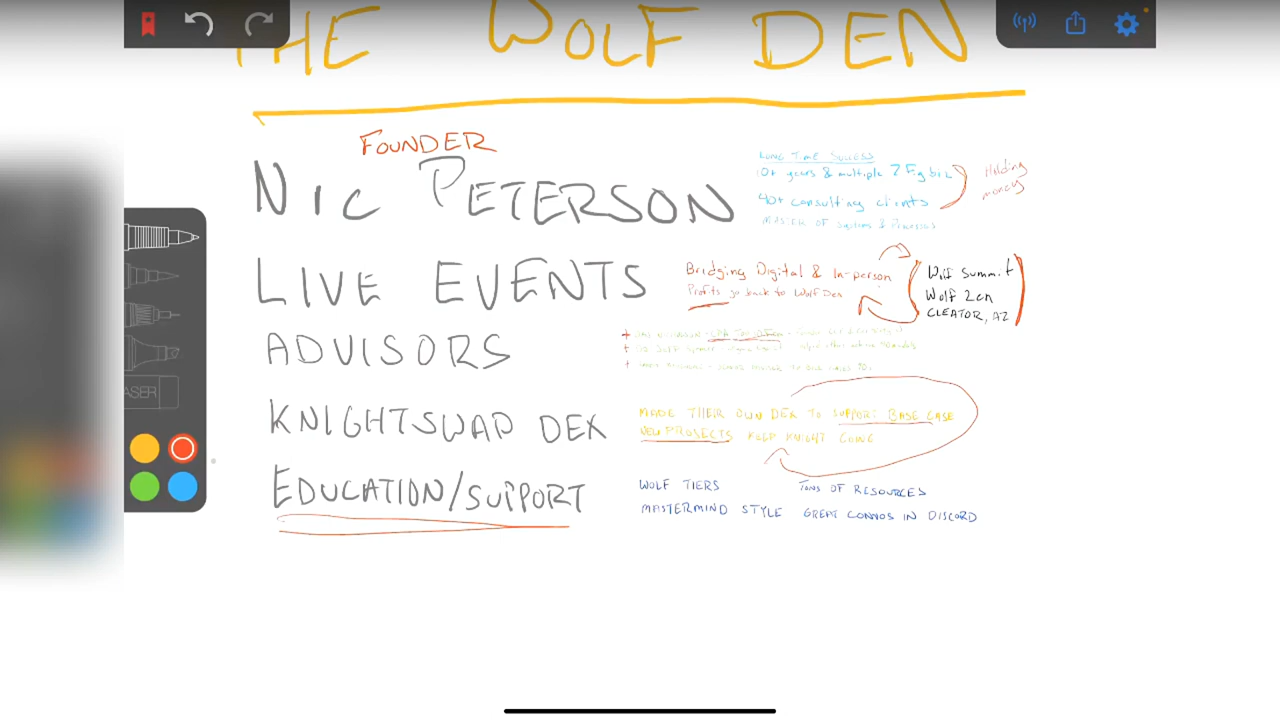 THE WOLF DEN
FOUNDER
NIC PETERSON
LONG TIME SUCCESS
10+ years & multiple 7 Fig biz
40+ consulting clients
MASTER OF Systems & Processes
Holding
money
LIVE EVENTS
Bridging Digital & In-person
Profits go back to Wolf Den
Wolf Summit
Wolf Zen
CLEATOR, AZ
ADVISORS
KNIGHTSWAP DEX
MADE THEIR OWN DEX TO SUPPORT BASE CASE
NEW PROJECTS KEEP KNIGHT GOING
EDUCATION/SUPPORT
WOLF TIERS
TONS OF RESOURCES
MASTERMIND STYLE
GREAT CONVOS IN DISCORD
ASER